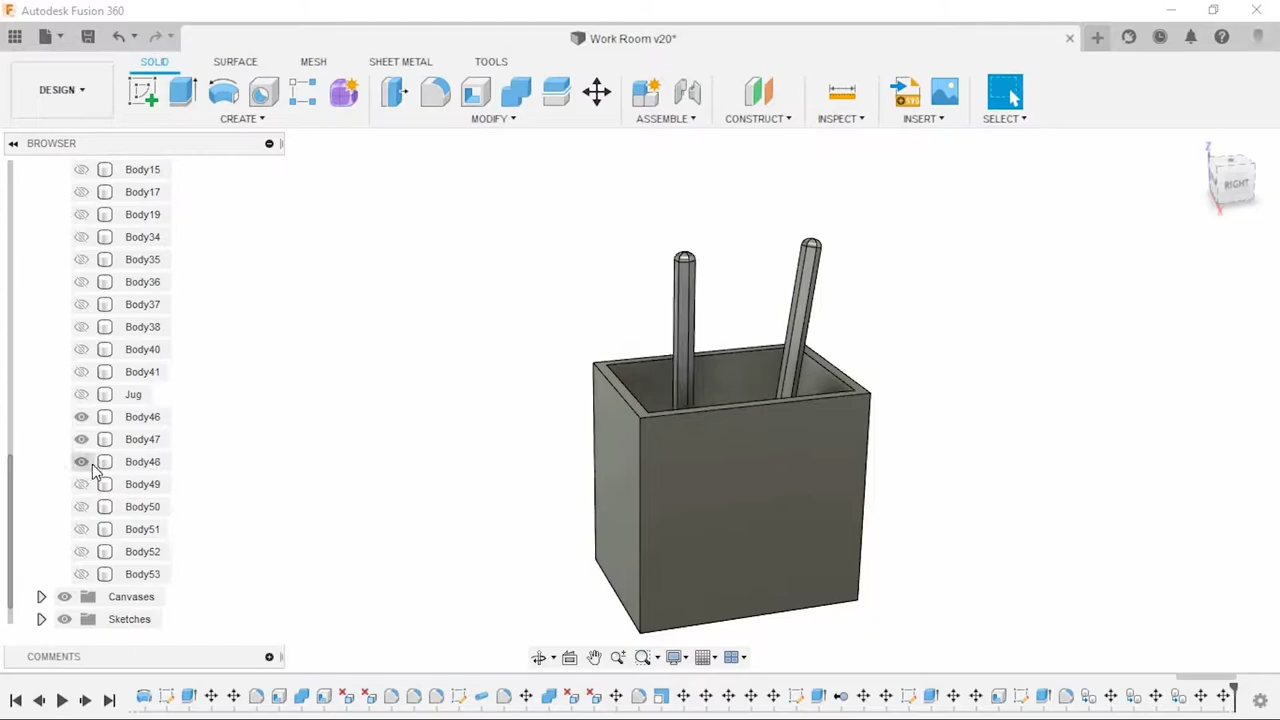 Autodesk Fusion 360
Work Room v20*
SOLID SURFACE MESH SHEET METAL TOOLS
DESIGN
CREATE MODIFY ASSEMBLE CONSTRUCT INSPECT INSERT SELECT
BROWSER
Body15
Body17
Body19
Body34
Body35
Body36
Body37
Body38
Body40
Body41
Jug
Body46
Body47
Body48
Body49
Body50
Body51
Body52
Body53
Canvases
Sketches
COMMENTS
Z
RIGHT
X